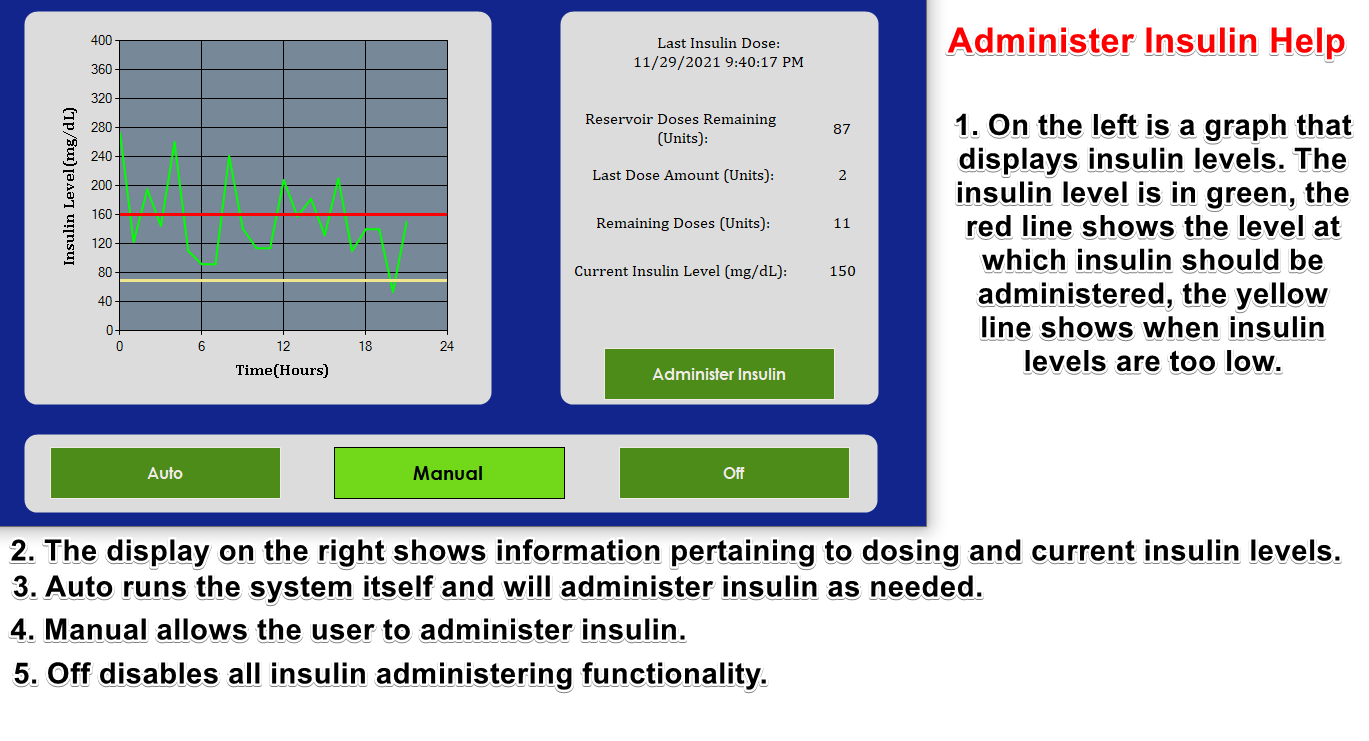 400
360
320
280
240
200
160
120
80
40
0
Insulin Level(mg/dL)
0 6 12 18 24
Time(Hours)
Last Insulin Dose:
11/29/2021 9:40:17 PM
Reservoir Doses Remaining
(Units): 87
Last Dose Amount (Units): 2
Remaining Doses (Units): 11
Current Insulin Level (mg/dL): 150
Administer Insulin
Auto
Manual
Off
Administer Insulin Help
1. On the left is a graph that
displays insulin levels. The
insulin level is in green, the
red line shows the level at
which insulin should be
administered, the yellow
line shows when insulin
levels are too low.
2. The display on the right shows information pertaining to dosing and current insulin levels.
3. Auto runs the system itself and will administer insulin as needed.
4. Manual allows the user to administer insulin.
5. Off disables all insulin administering functionality.